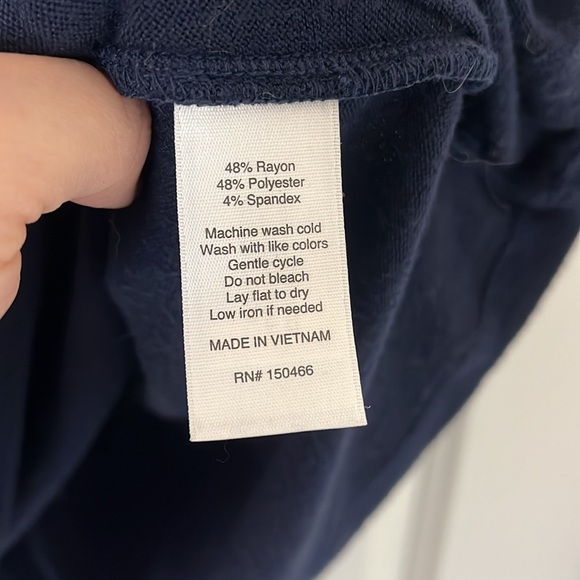 48% Rayon
48% Polyester
4% Spandex
Machine wash cold
Wash with like colors
Gentle cycle
Do not bleach
Lay flat to dry
Low iron if needed
MADE IN VIETNAM
RN# 150466